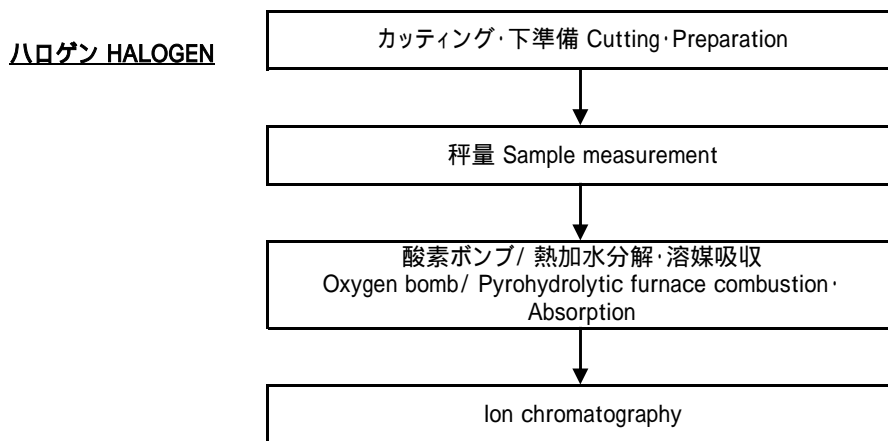 ハロゲン HALOGEN
カッティング･下準備 Cutting･Preparation
秤量 Sample measurement
酸素ボンブ/ 熱加水分解･溶媒吸収
Oxygen bomb/ Pyrohydrolytic furnace combustion･
Absorption
Ion chromatography